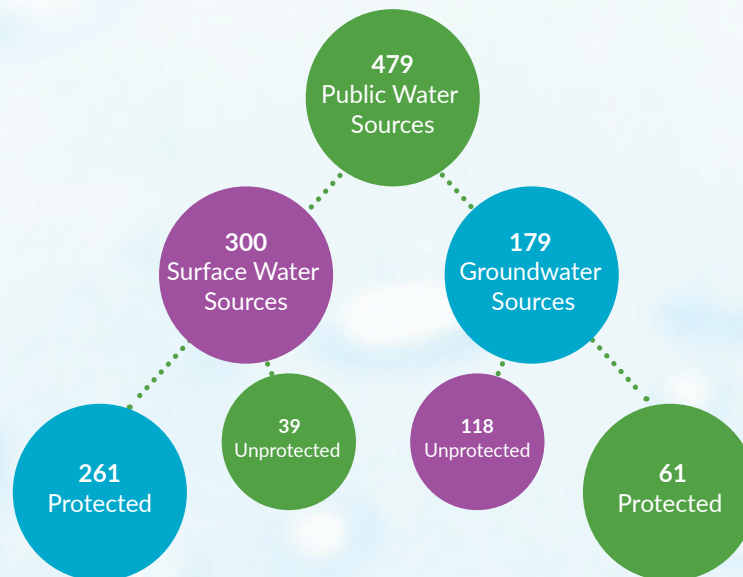 479
Public Water
Sources
300
Surface Water
Sources
179
Groundwater
Sources
261
Protected
39
Unprotected
118
Unprotected
61
Protected